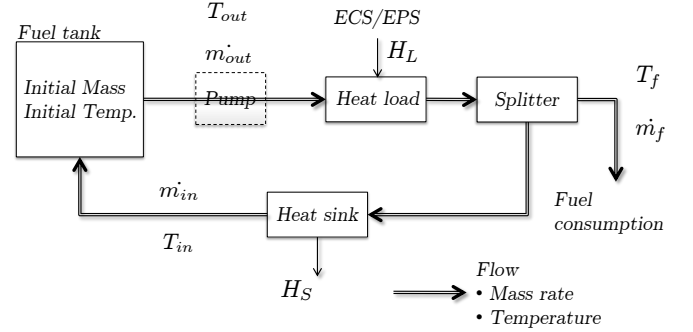 Fuel tank
T_out
ECS/EPS
ṁ_out
H_L
Initial Mass
Initial Temp.
Pump
Heat load
Splitter
T_f
ṁ_f
ṁ_in
T_in
Heat sink
Fuel
consumption
H_S
Flow
• Mass rate
• Temperature